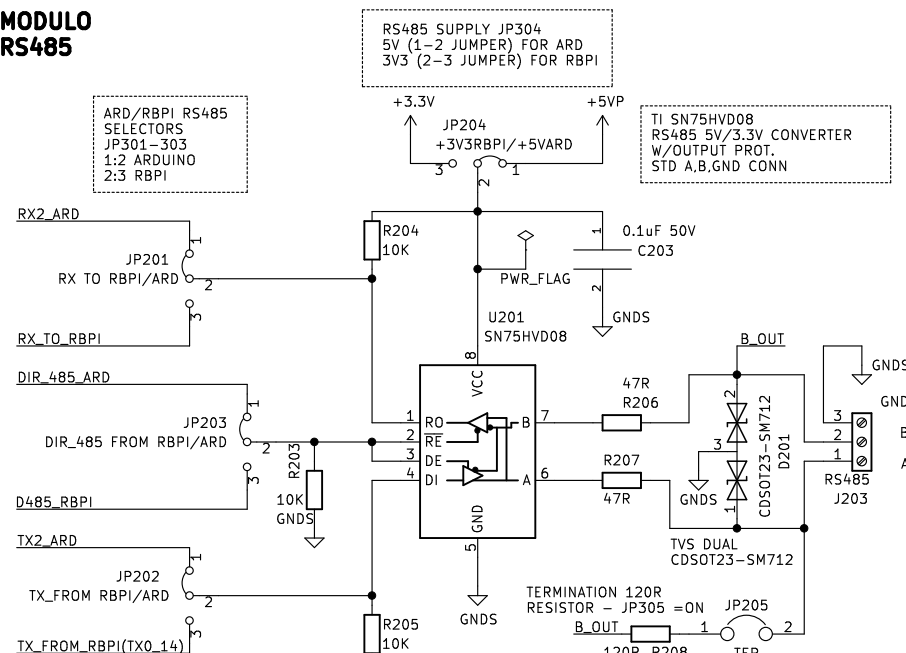 MODULO
RS485
RS485 SUPPLY JP304
5V (1-2 JUMPER) FOR ARD
3V3 (2-3 JUMPER) FOR RBPI
ARD/RBPI RS485
SELECTORS
JP301-303
1:2 ARDUINO
2:3 RBPI
+3.3V
+5VP
JP204
+3V3RBPI/+5VARD
3
2
1
TI SN75HVD08
RS485 5V/3.3V CONVERTER
W/OUTPUT PROT.
STD A,B,GND CONN
RX2_ARD
1
JP201
RX TO RBPI/ARD
2
3
RX_TO_RBPI
R204
10K
PWR_FLAG
1
0.1uF 50V
C203
2
GNDS
U201
SN75HVD08
8
VCC
1
RO
2
RE
3
DE
4
DI
B
7
A
6
GND
5
GNDS
DIR_485_ARD
1
JP203
DIR_485 FROM RBPI/ARD
2
3
D485_RBPI
R203
10K
GNDS
TX2_ARD
1
JP202
TX_FROM RBPI/ARD
2
3
TX_FROM_RBPI(TX0_14)
R205
10K
47R
R206
R207
47R
B_OUT
2
3
1
GNDS
CDSOT23-SM712
D201
TVS DUAL
CDSOT23-SM712
GNDS
GND
3
2
1
B
A
RS485
J203
TERMINATION 120R
RESISTOR - JP305 =ON
B_OUT
120R R208
1
JP205
2
TER